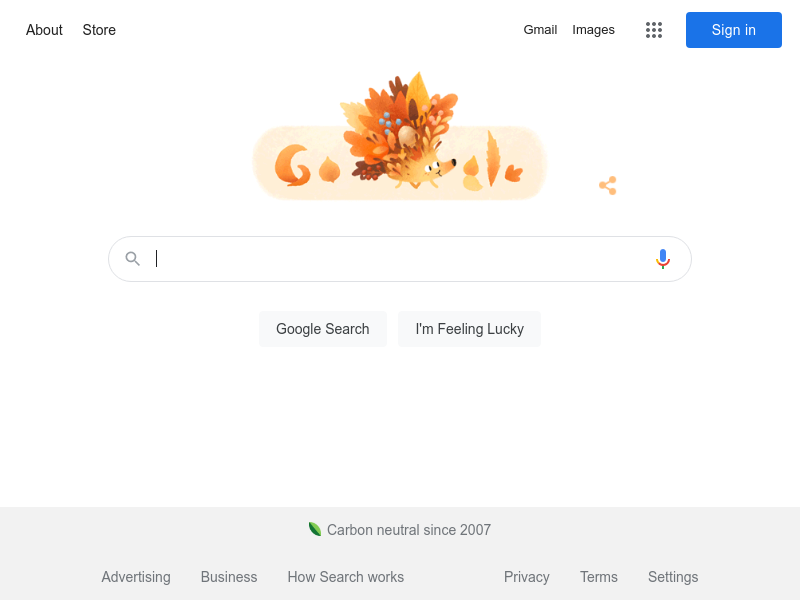 About Store Gmail Images Sign in
Google Search I'm Feeling Lucky
Carbon neutral since 2007
Advertising Business How Search works Privacy Terms Settings